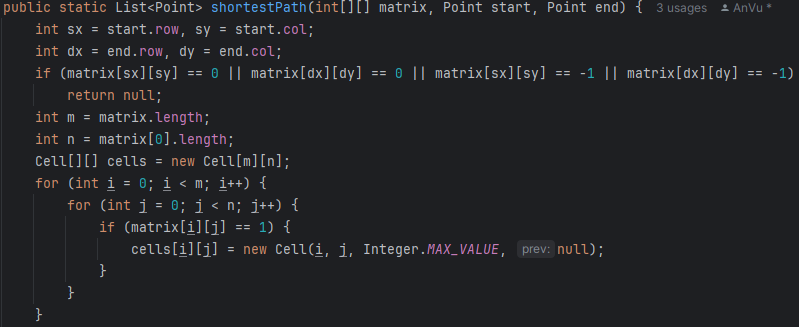 public static List<Point> shortestPath(int[][] matrix, Point start, Point end) { 3 usages AnVu *
    int sx = start.row, sy = start.col;
    int dx = end.row, dy = end.col;
    if (matrix[sx][sy] == 0 || matrix[dx][dy] == 0 || matrix[sx][sy] == -1 || matrix[dx][dy] == -1)
        return null;
    int m = matrix.length;
    int n = matrix[0].length;
    Cell[][] cells = new Cell[m][n];
    for (int i = 0; i < m; i++) {
        for (int j = 0; j < n; j++) {
            if (matrix[i][j] == 1) {
                cells[i][j] = new Cell(i, j, Integer.MAX_VALUE, prev: null);
            }
        }
    }